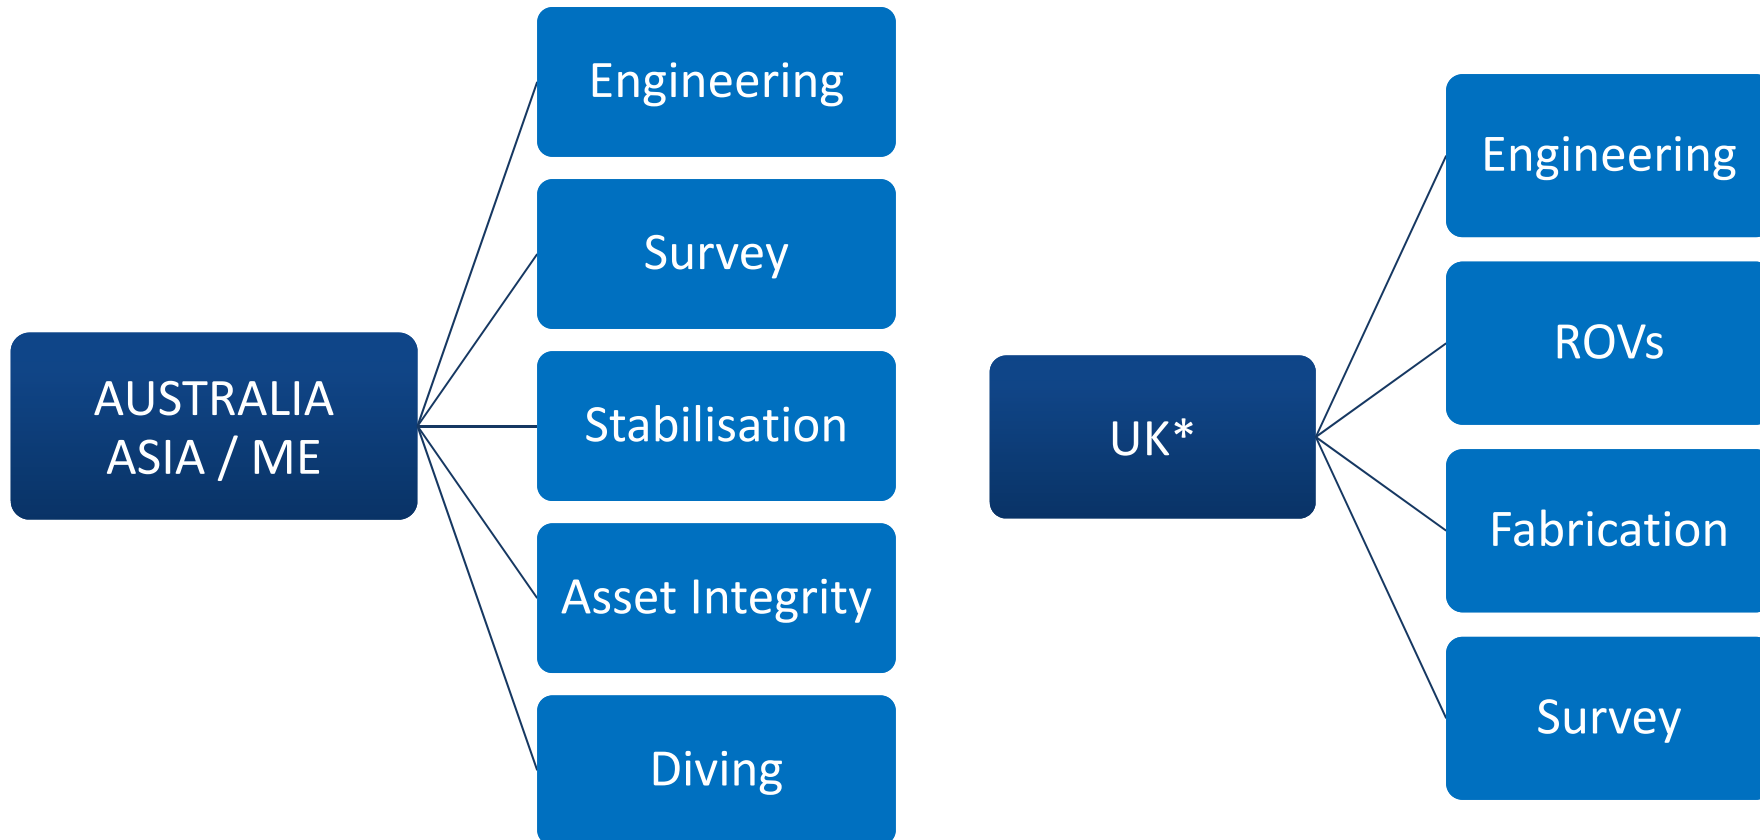 AUSTRALIA
ASIA / ME
Engineering
Survey
Stabilisation
Asset Integrity
Diving
UK*
Engineering
ROVs
Fabrication
Survey